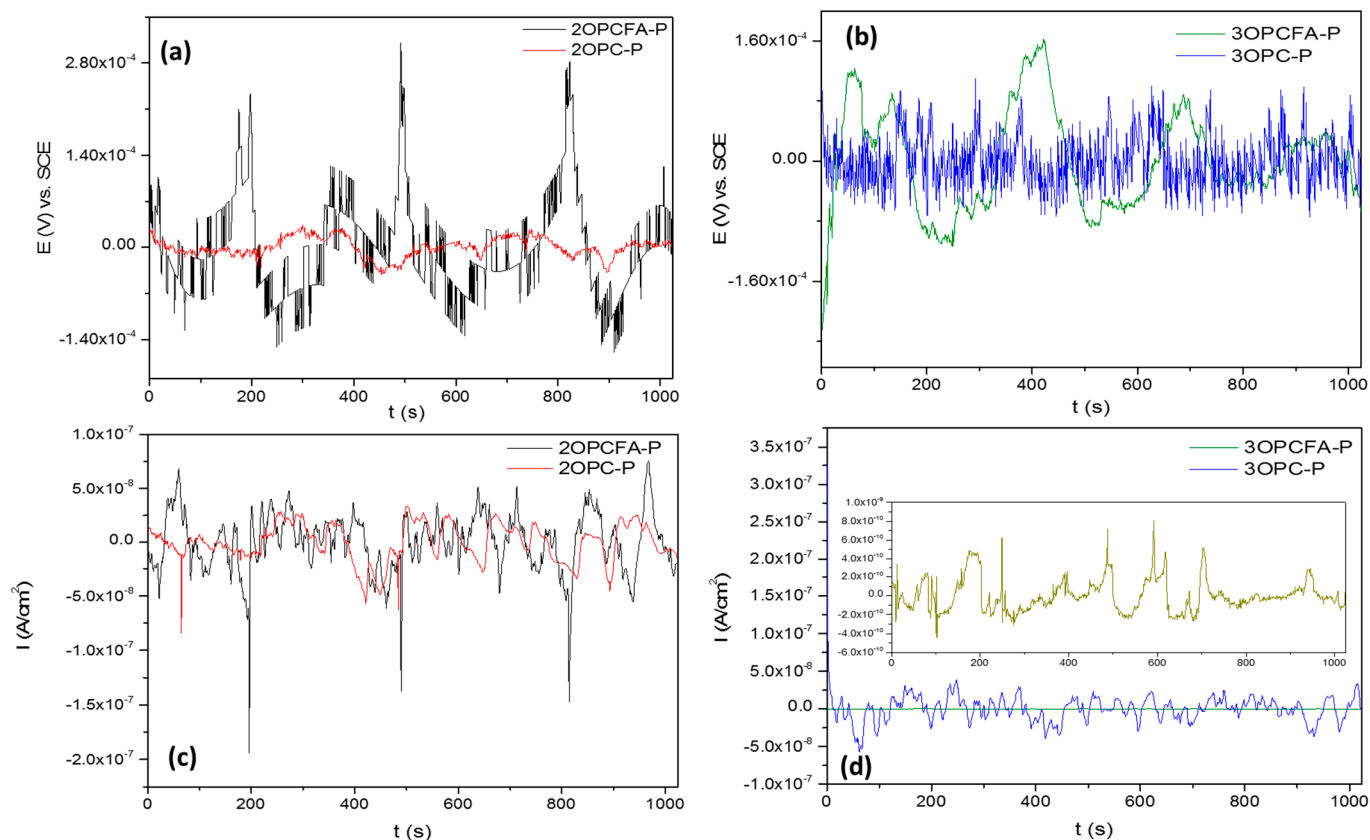 (a)
2OPCFA-P
2OPC-P
2.80x10⁻⁴
1.40x10⁻⁴
0.00
-1.40x10⁻⁴
E (V) vs. SCE
0 200 400 600 800 1000
t (s)
(b)
3OPCFA-P
3OPC-P
1.60x10⁻⁴
0.00
-1.60x10⁻⁴
E (V) vs. SCE
0 200 400 600 800 1000
t (s)
2OPCFA-P
2OPC-P
1.0x10⁻⁷
5.0x10⁻⁸
0.0
-5.0x10⁻⁸
-1.0x10⁻⁷
-1.5x10⁻⁷
-2.0x10⁻⁷
I (A/cm²)
(c)
0 200 400 600 800 1000
t (s)
3OPCFA-P
3OPC-P
3.5x10⁻⁷
3.0x10⁻⁷
2.5x10⁻⁷
2.0x10⁻⁷
1.5x10⁻⁷
1.0x10⁻⁷
5.0x10⁻⁸
0.0
-5.0x10⁻⁸
-1.0x10⁻⁷
I (A/cm²)
1.0x10⁻⁹
8.0x10⁻¹⁰
6.0x10⁻¹⁰
4.0x10⁻¹⁰
2.0x10⁻¹⁰
0.0
-2.0x10⁻¹⁰
-4.0x10⁻¹⁰
-6.0x10⁻¹⁰
0 200 400 600 800 1000
(d)
0 200 400 600 800 1000
t (s)